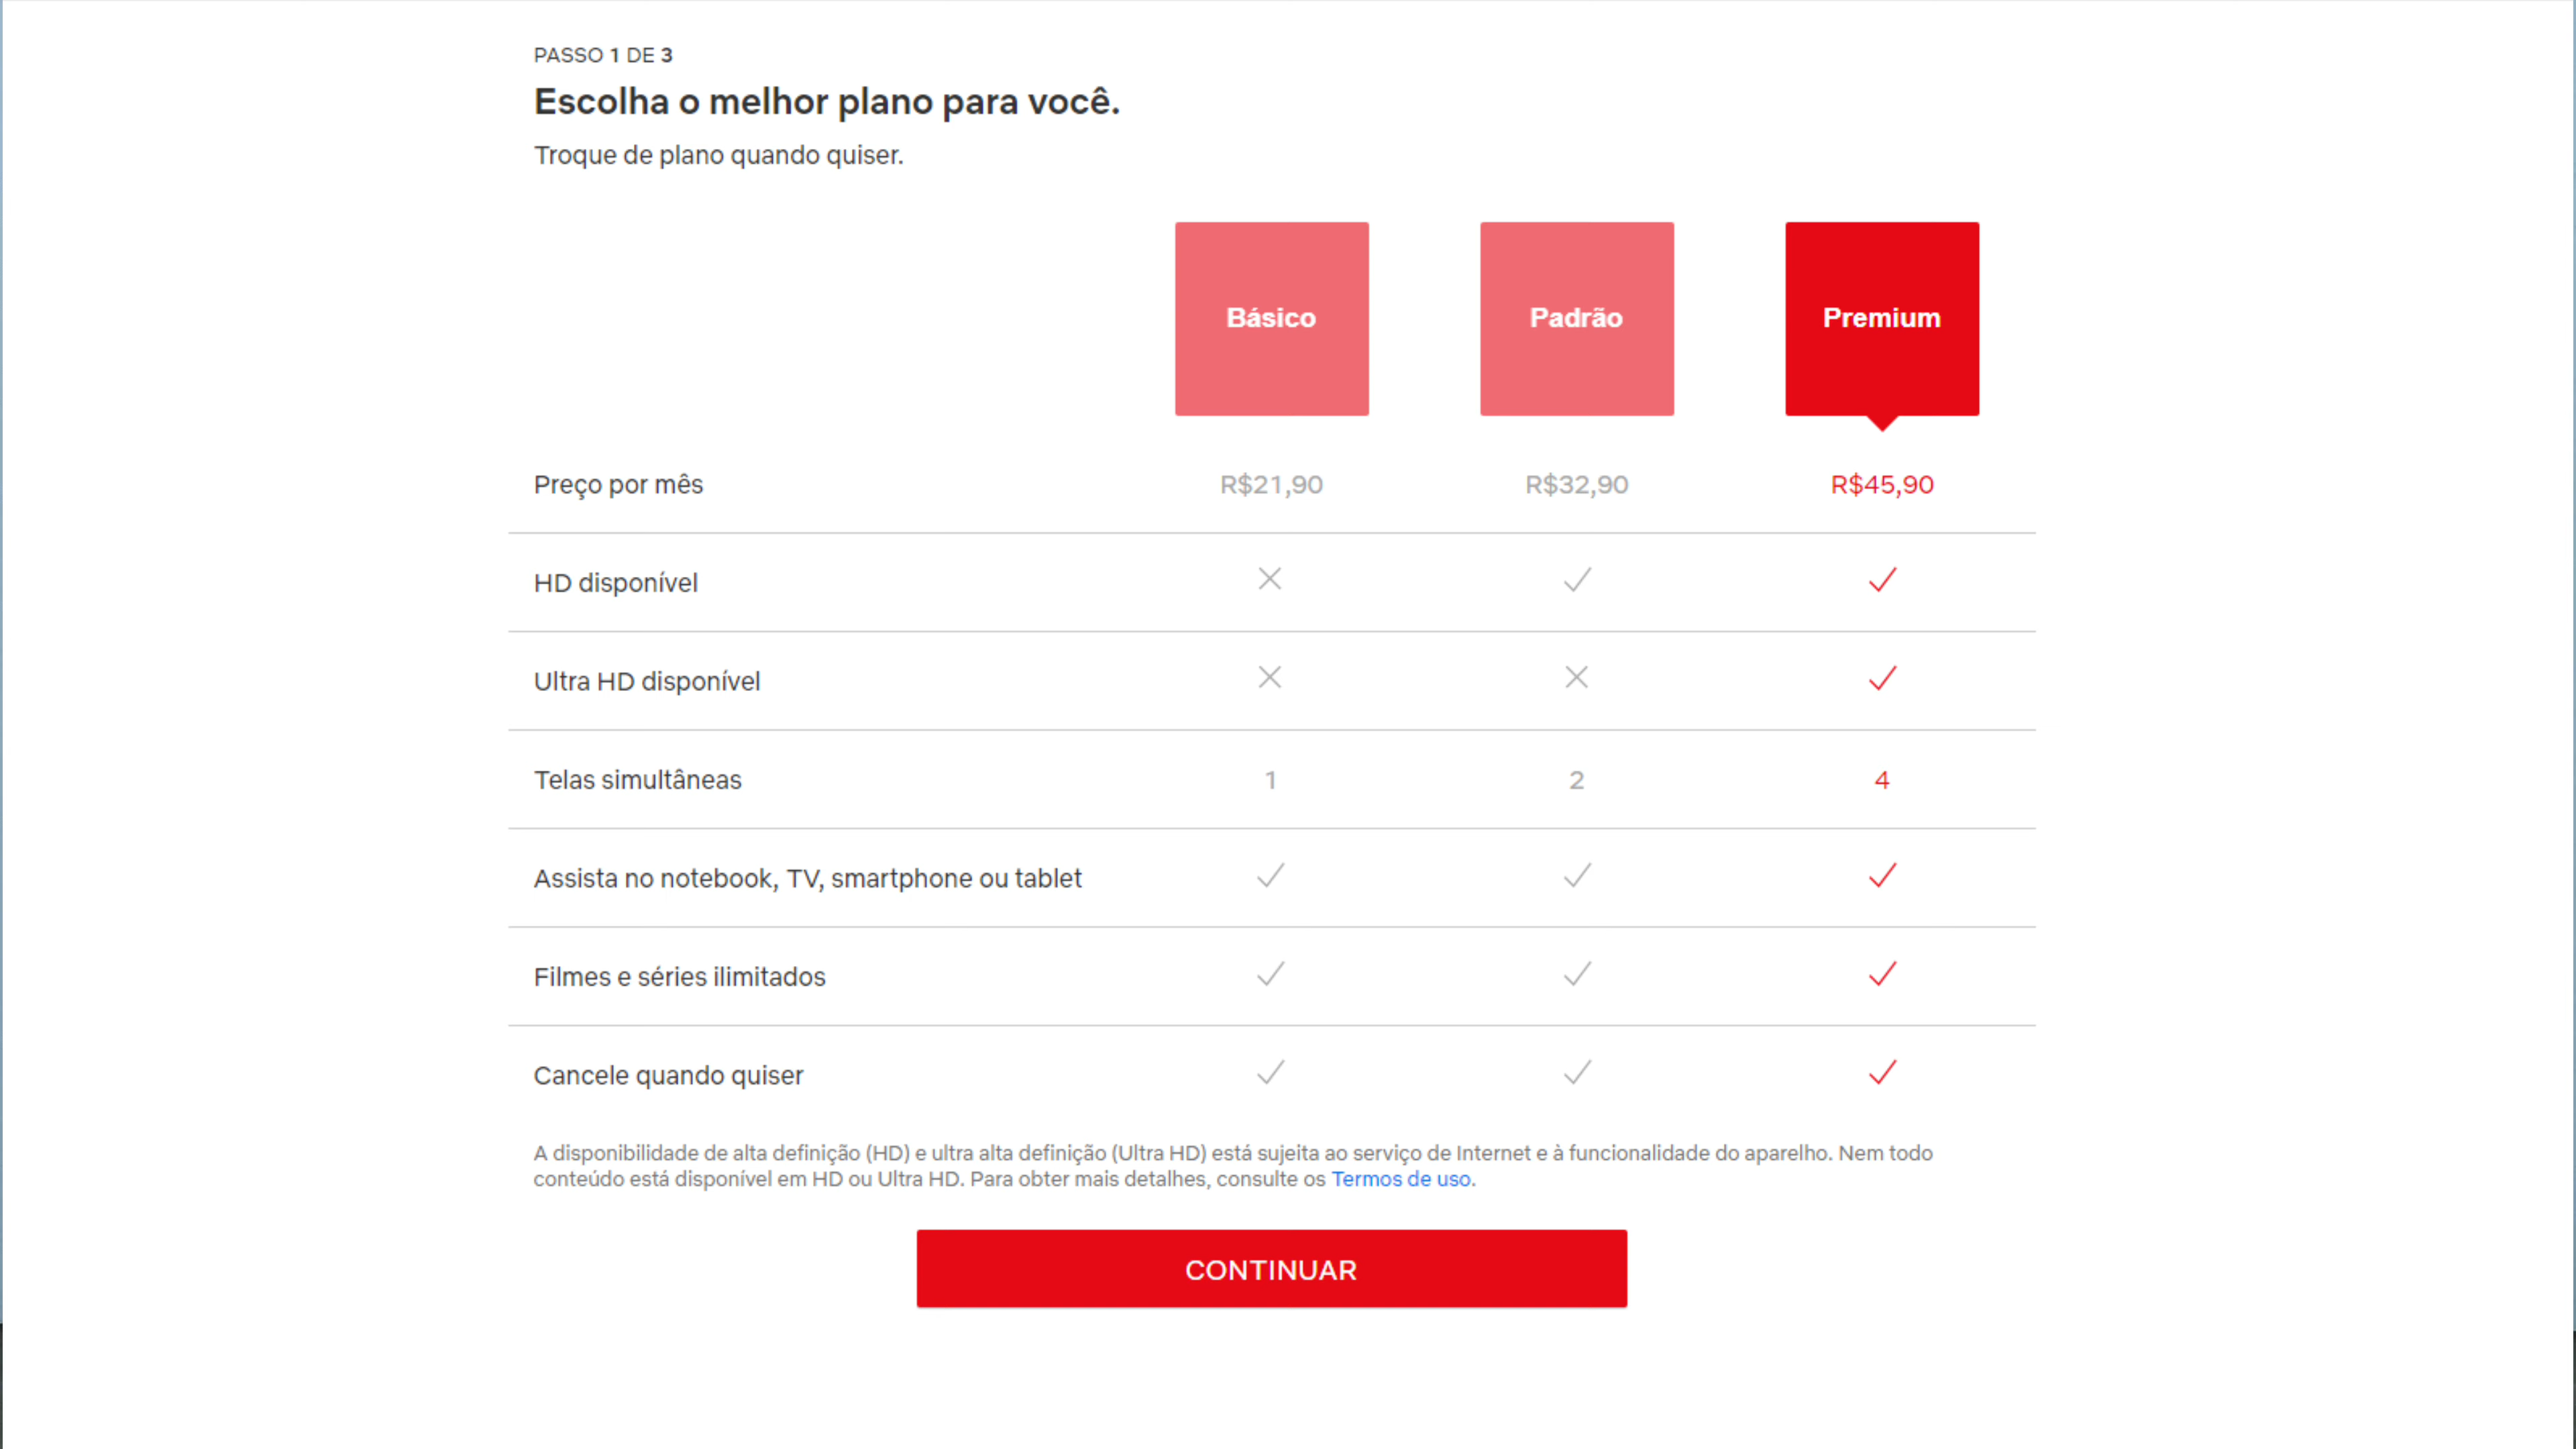 PASSO 1 DE 3
Escolha o melhor plano para você.
Troque de plano quando quiser.
Básico Padrão Premium
Preço por mês R$21,90 R$32,90 R$45,90
HD disponível
Ultra HD disponível
Telas simultâneas 1 2 4
Assista no notebook, TV, smartphone ou tablet
Filmes e séries ilimitados
Cancele quando quiser
A disponibilidade de alta definição (HD) e ultra alta definição (Ultra HD) está sujeita ao serviço de Internet e à funcionalidade do aparelho. Nem todo
conteúdo está disponível em HD ou Ultra HD. Para obter mais detalhes, consulte os Termos de uso.
CONTINUAR